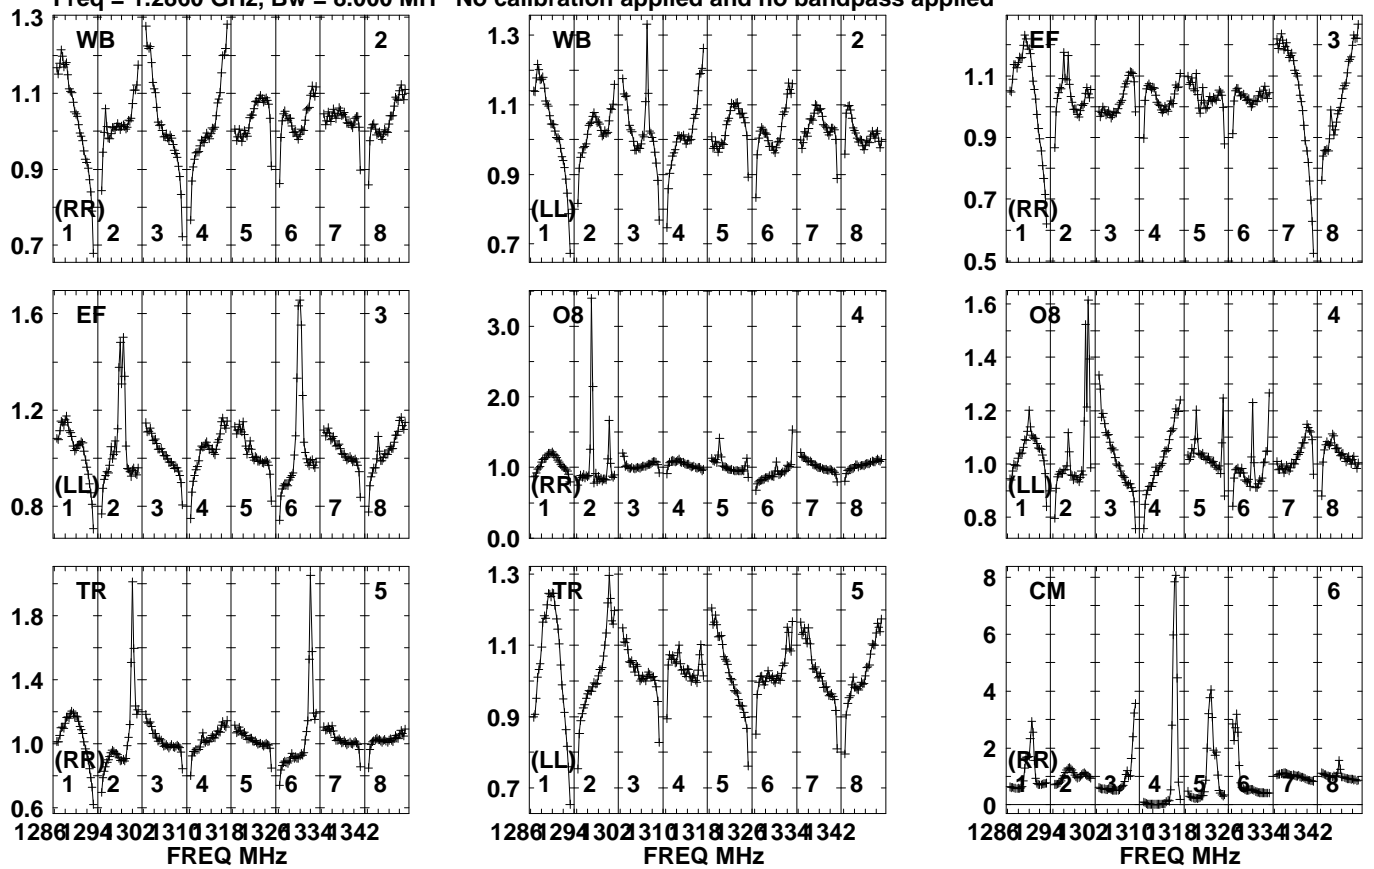 Freq = 1.2860 GHz, Bw = 8.000 MH No calibration applied and no bandpass applied
1.3 WB 2
1.1
0.9
0.7 (RR) 1 2 3 4 5 6 7 8
1.3 WB 2
1.1
0.9
0.7 (LL) 1 2 3 4 5 6 7 8
EF 3
1.1
0.9
0.7 (RR)
1 2 3 4 5 6 7 8
0.5
1.6 EF 3
1.2
(LL)
0.8 1 2 3 4 5 6 7 8
O8 4
3.0
2.0
1.0 (RR)
1 2 3 4 5 6 7 8
0.0
1.6 O8 4
1.4
1.2
1.0 (LL)
1 2 3 4 5 6 7 8
0.8
TR 5
1.8
1.4
1.0 (RR)
1 2 3 4 5 6 7 8
0.6
1286 1294 1302 1310 1318 1326 1334 1342
FREQ MHz
1.3 TR 5
1.1
0.9
(LL)
0.7 1 2 3 4 5 6 7 8
1286 1294 1302 1310 1318 1326 1334 1342
FREQ MHz
8 CM 6
6
4
2 (RR)
1 2 3 4 5 6 7 8
0
1286 1294 1302 1310 1318 1326 1334 1342
FREQ MHz